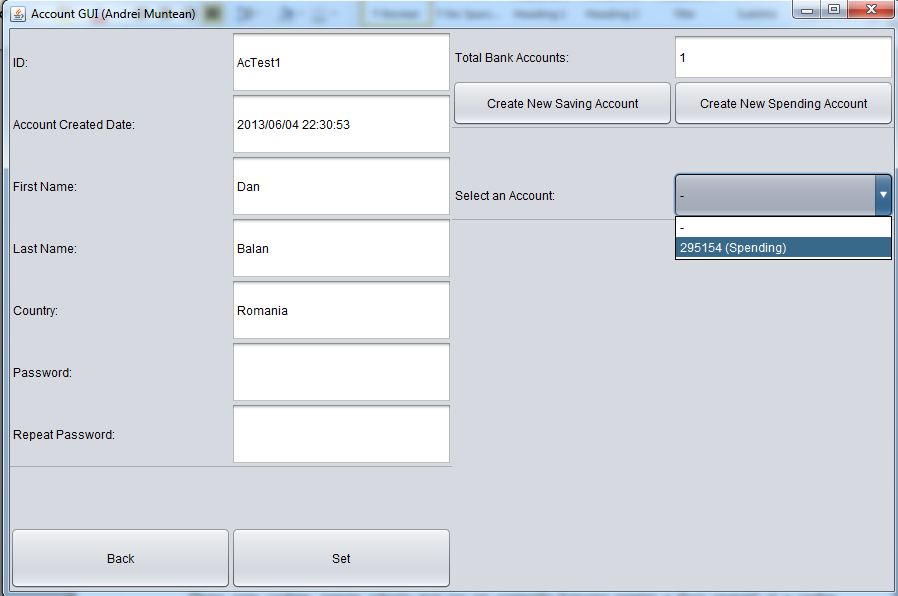 Account GUI (Andrei Muntean)
ID:
AcTest1
Account Created Date:
2013/06/04 22:30:53
First Name:
Dan
Last Name:
Balan
Country:
Romania
Password:
Repeat Password:
Back
Set
Total Bank Accounts:
1
Create New Saving Account
Create New Spending Account
Select an Account:
-
-
295154 (Spending)